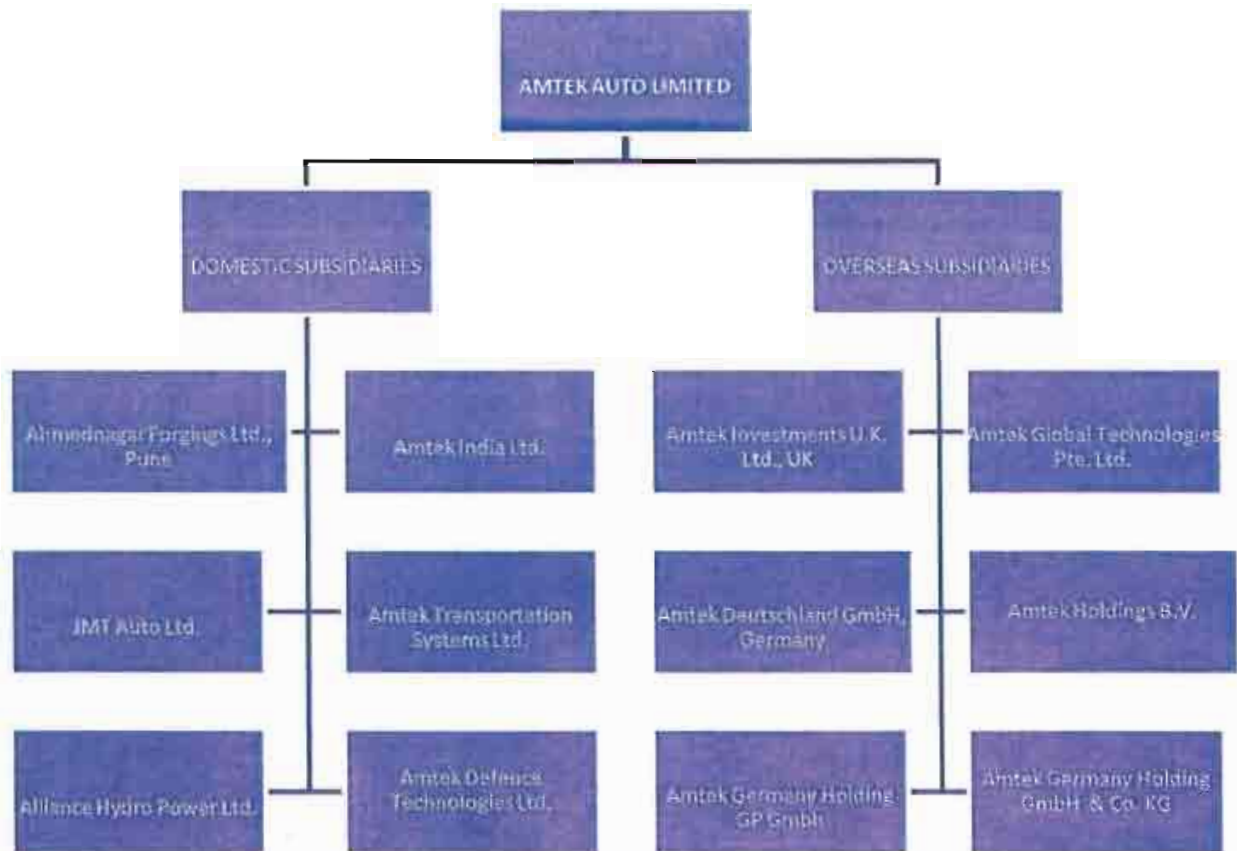 AMTEK AUTO LIMITED
DOMESTIC SUBSIDIARIES
OVERSEAS SUBSIDIARIES
Ahmednagar Forgings Ltd.,
Pune
Amtek India Ltd.
Amtek Investments U.K.
Ltd., UK
Amtek Global Technologies
Pte. Ltd.
JMT Auto Ltd.
Amtek Transportation
Systems Ltd.
Amtek Deutschland GmbH,
Germany
Amtek Holdings B.V.
Alliance Hydro Power Ltd.
Amtek Defence
Technologies Ltd.
Amtek Germany Holding
GP Gmbh
Amtek Germany Holding
GmbH & Co. KG